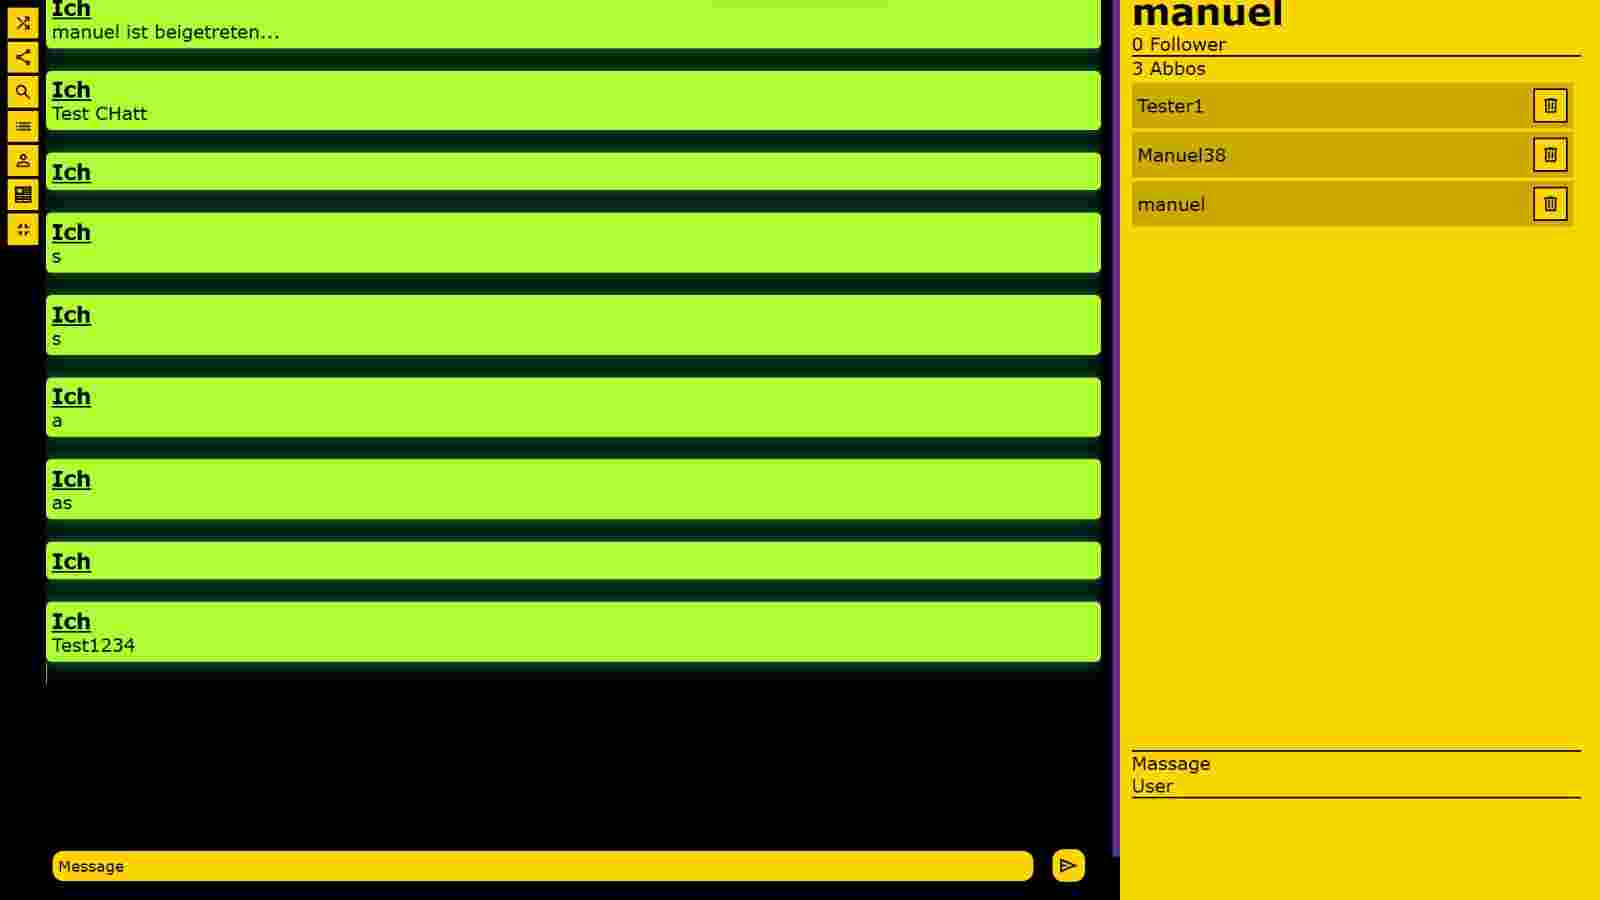 Ich
manuel ist beigetreten...
Ich
Test CHatt
Ich
Ich
s
Ich
s
Ich
a
Ich
as
Ich
Ich
Test1234
Message
manuel
0 Follower
3 Abbos
Tester1
Manuel38
manuel
Massage
User